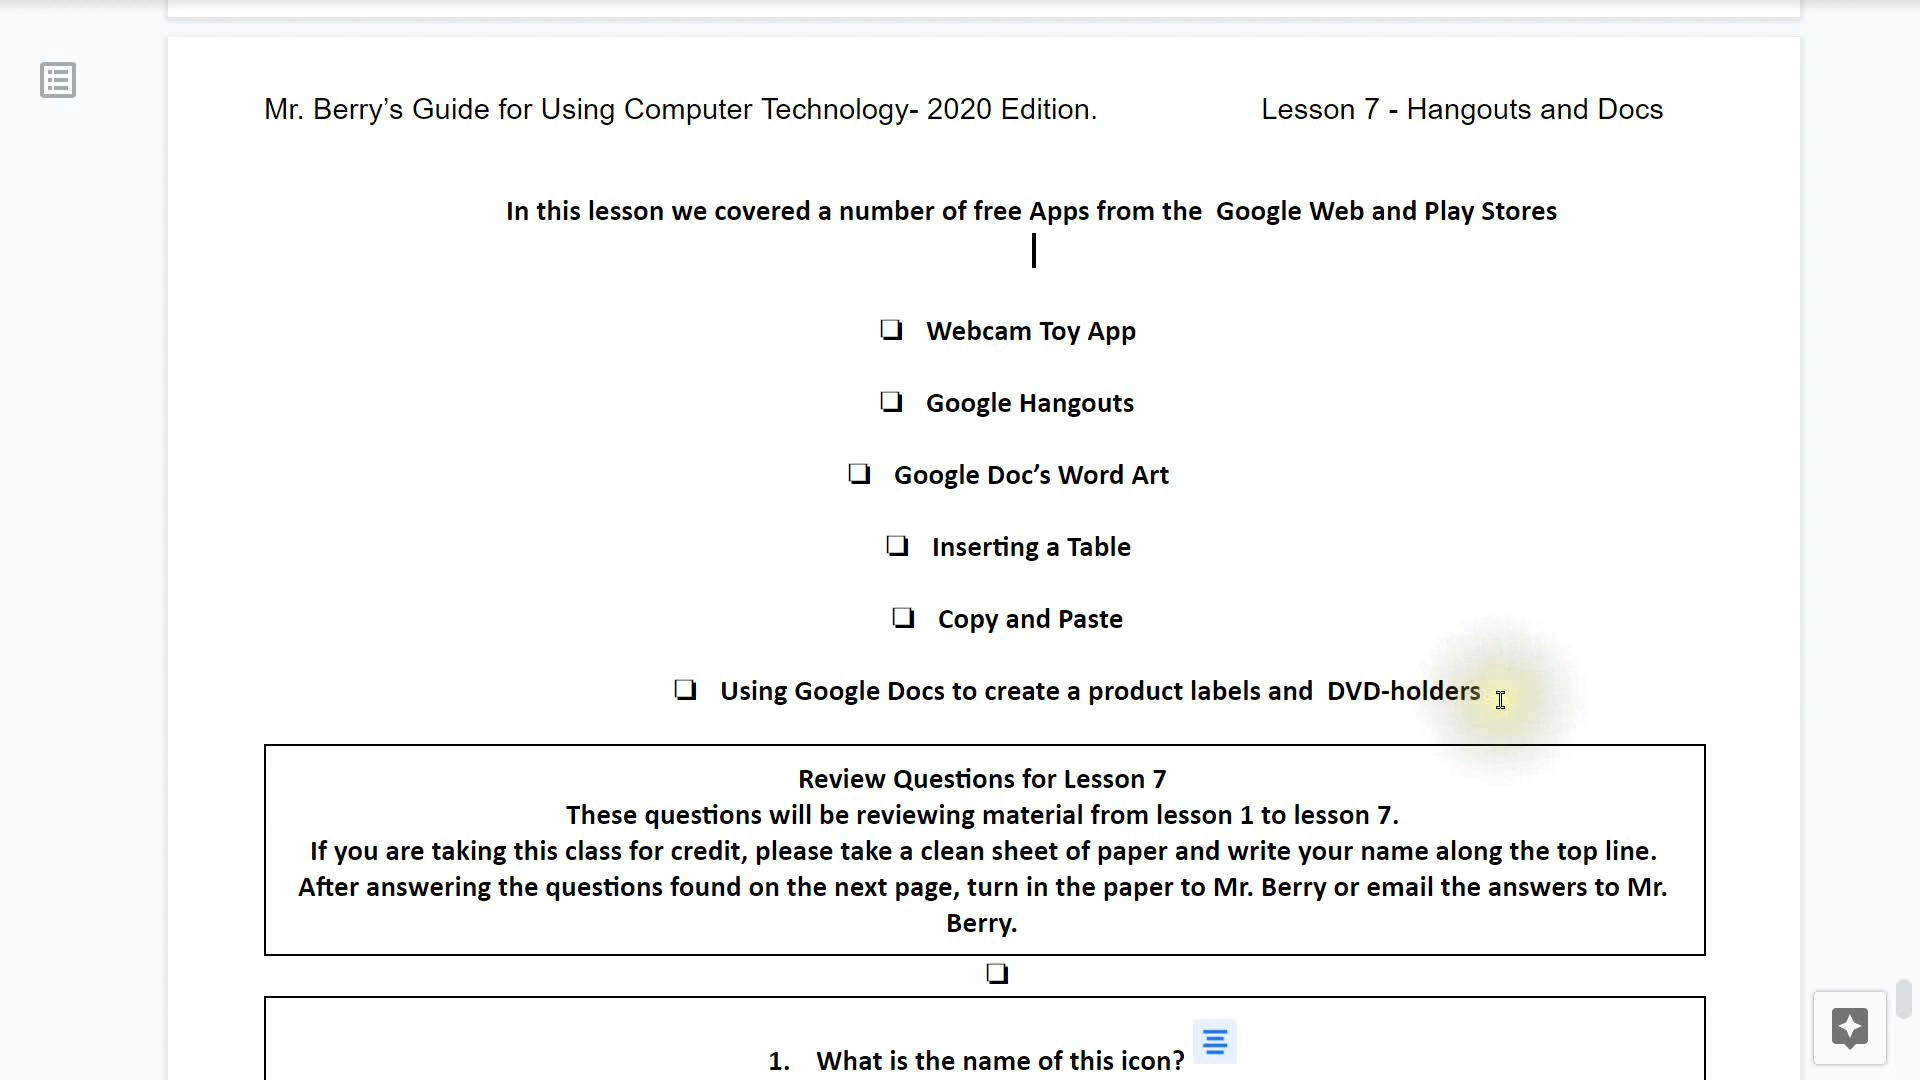 Mr. Berry’s Guide for Using Computer Technology- 2020 Edition. Lesson 7 - Hangouts and Docs
In this lesson we covered a number of free Apps from the  Google Web and Play Stores
❏ Webcam Toy App
❏ Google Hangouts
❏ Google Doc’s Word Art
❏ Inserting a Table
❏ Copy and Paste
❏ Using Google Docs to create a product labels and  DVD-holders
Review Questions for Lesson 7
These questions will be reviewing material from lesson 1 to lesson 7.
If you are taking this class for credit, please take a clean sheet of paper and write your name along the top line.
After answering the questions found on the next page, turn in the paper to Mr. Berry or email the answers to Mr.
Berry.
❏
1. What is the name of this icon?